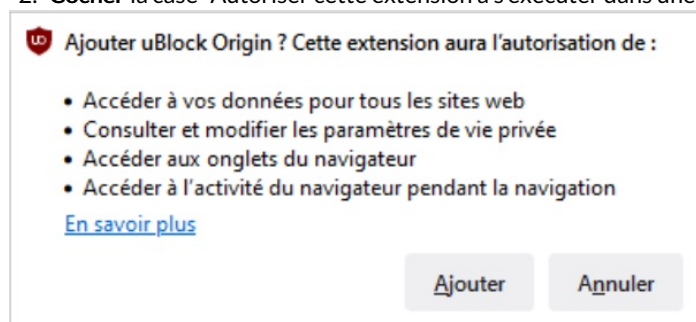 Ajouter uBlock Origin ? Cette extension aura l'autorisation de :
• Accéder à vos données pour tous les sites web
• Consulter et modifier les paramètres de vie privée
• Accéder aux onglets du navigateur
• Accéder à l'activité du navigateur pendant la navigation
En savoir plus
Ajouter Annuler